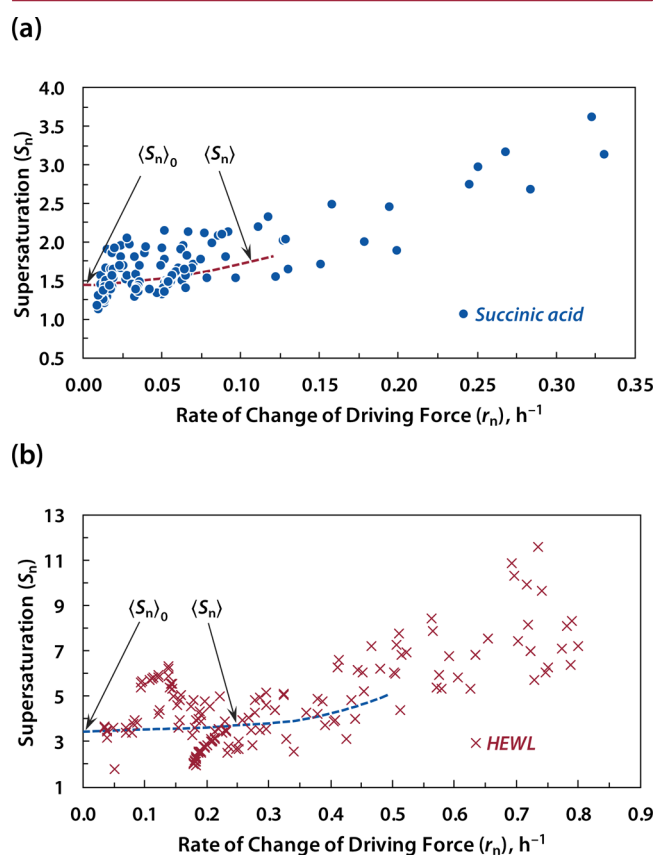 (a)
4.0
3.5
3.0
2.5
2.0
1.5
1.0
0.5
Supersaturation (Sn)
⟨Sn⟩0
⟨Sn⟩
Succinic acid
0.00 0.05 0.10 0.15 0.20 0.25 0.30 0.35
Rate of Change of Driving Force (rn), h−1
(b)
13
11
9
7
5
3
1
Supersaturation (Sn)
⟨Sn⟩0
⟨Sn⟩
HEWL
0.0 0.1 0.2 0.3 0.4 0.5 0.6 0.7 0.8 0.9
Rate of Change of Driving Force (rn), h−1